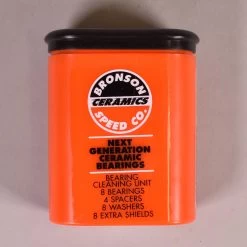 BRONSON
CERAMICS
SPEED CO.
NEXT
GENERATION
CERAMIC
BEARINGS
BEARING
CLEANING UNIT
8 BEARINGS
4 SPACERS
8 WASHERS
8 EXTRA SHIELDS